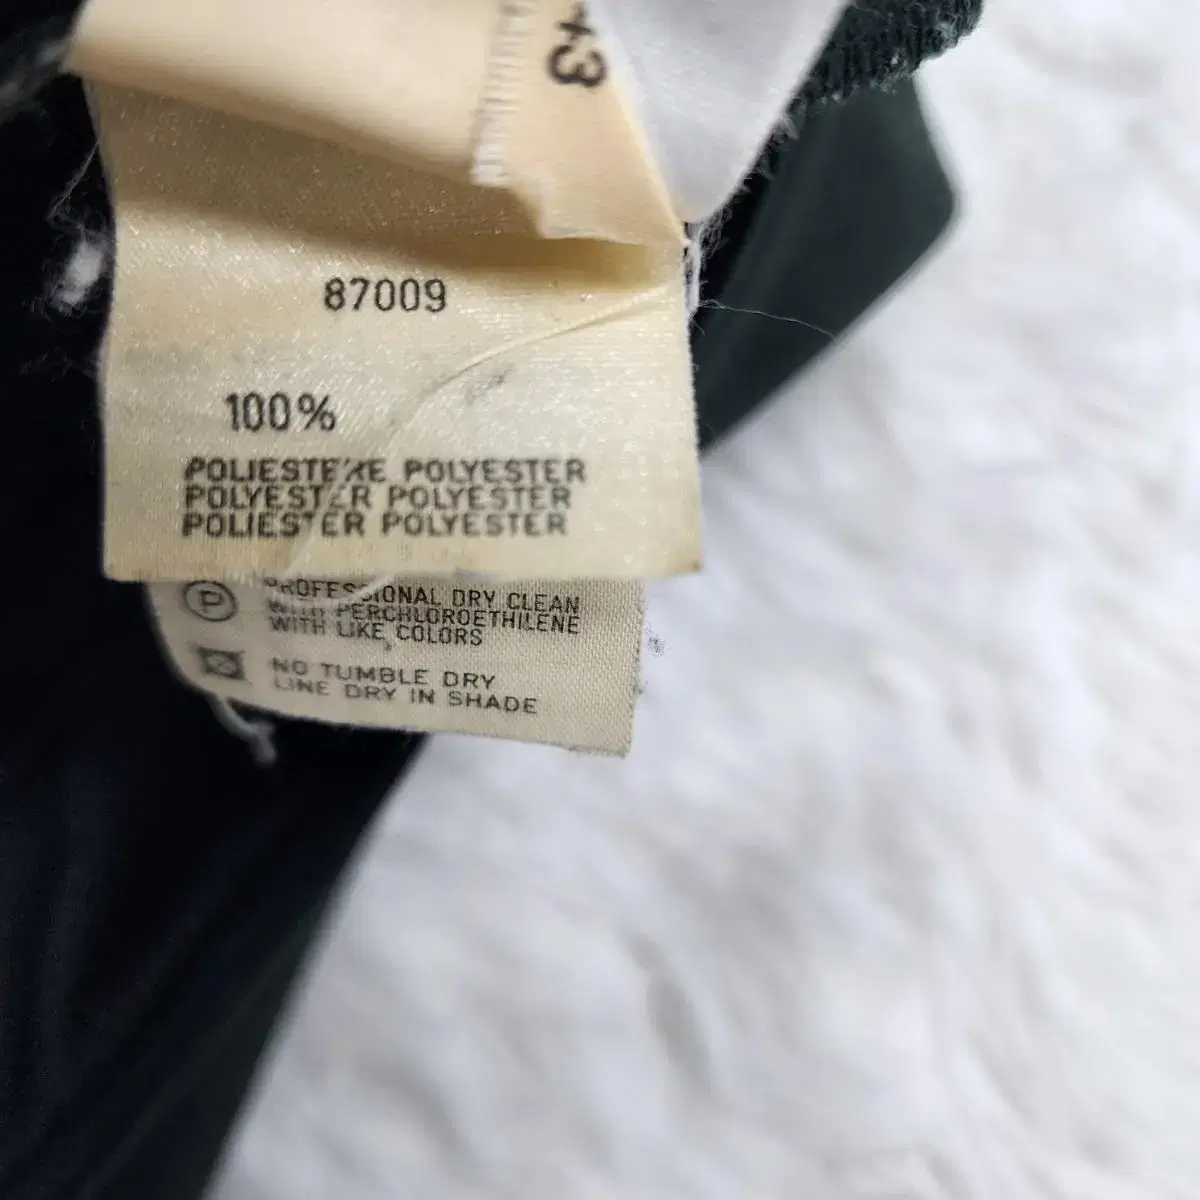 43
87009
100%
POLIESTERE POLYESTER
POLYESTER POLYESTER
POLIESTER POLYESTER
P
PROFESSIONAL DRY CLEAN
WITH PERCHLOROETHILENE
WITH LIKE COLORS
NO TUMBLE DRY
LINE DRY IN SHADE